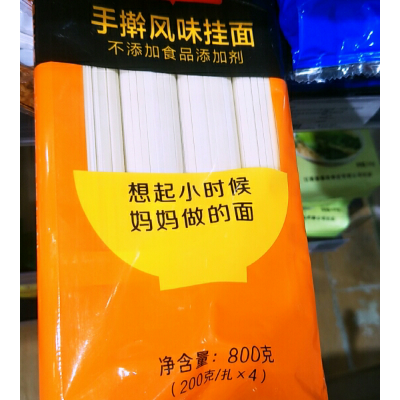 手擀风味挂面
不添加食品添加剂
想起小时候
妈妈做的面
净含量：800克
(200克/扎×4)